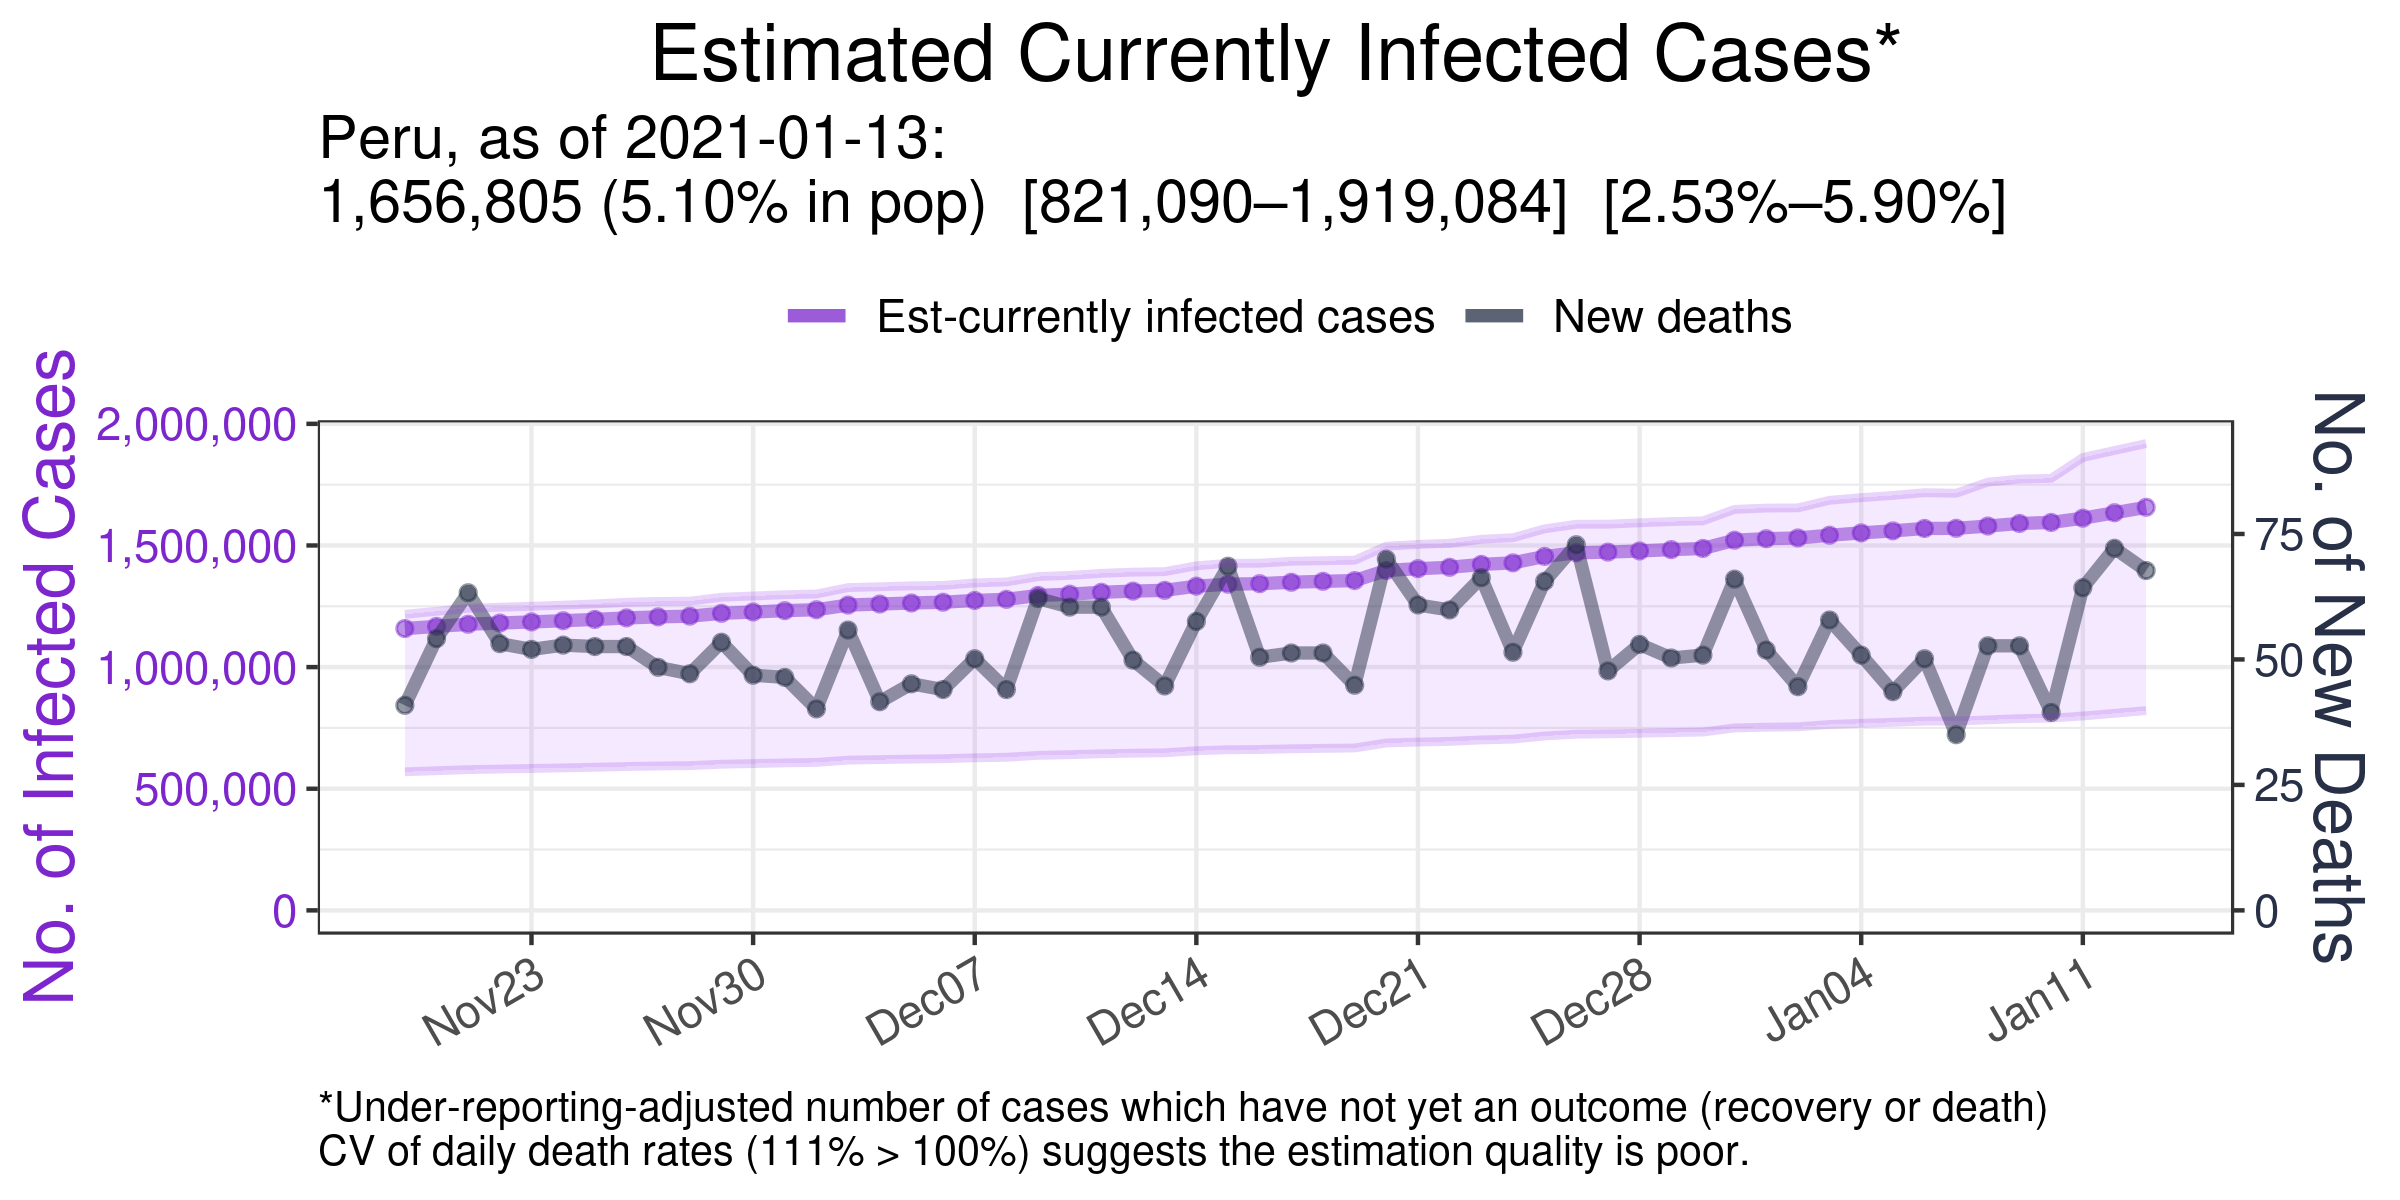 Estimated Currently Infected Cases*
Peru, as of 2021-01-13:
1,656,805 (5.10% in pop)  [821,090–1,919,084]  [2.53%–5.90%]
Est-currently infected cases
New deaths
No. of Infected Cases
2,000,000
1,500,000
1,000,000
500,000
0
75
50
25
0
No. of New Deaths
Nov23
Nov30
Dec07
Dec14
Dec21
Dec28
Jan04
Jan11
*Under-reporting-adjusted number of cases which have not yet an outcome (recovery or death)
CV of daily death rates (111% > 100%) suggests the estimation quality is poor.